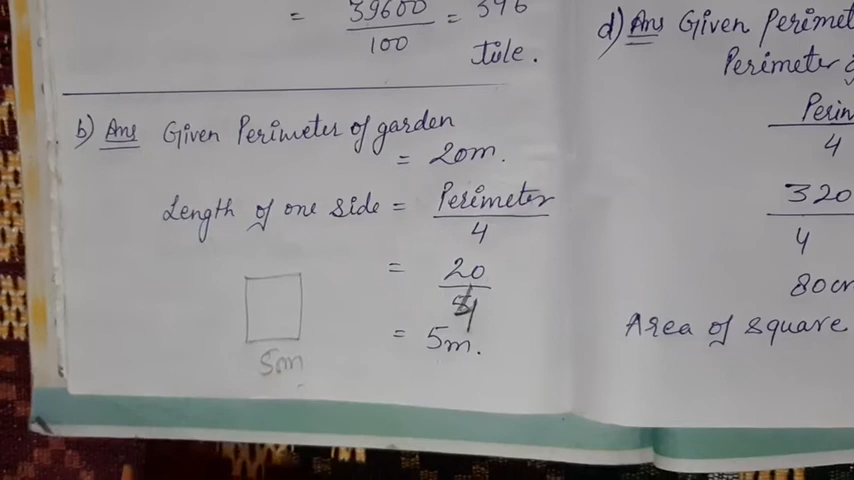 = 39600 / 100 = 396
tile.
b) Ans Given Perimeter of garden
= 20m.
Length of one side = Perimeter / 4
= 20 / 4
= 5m.
5m
d) Ans Given Perimet
Perimeter
Perim
4
320
4
80cm
Area of square